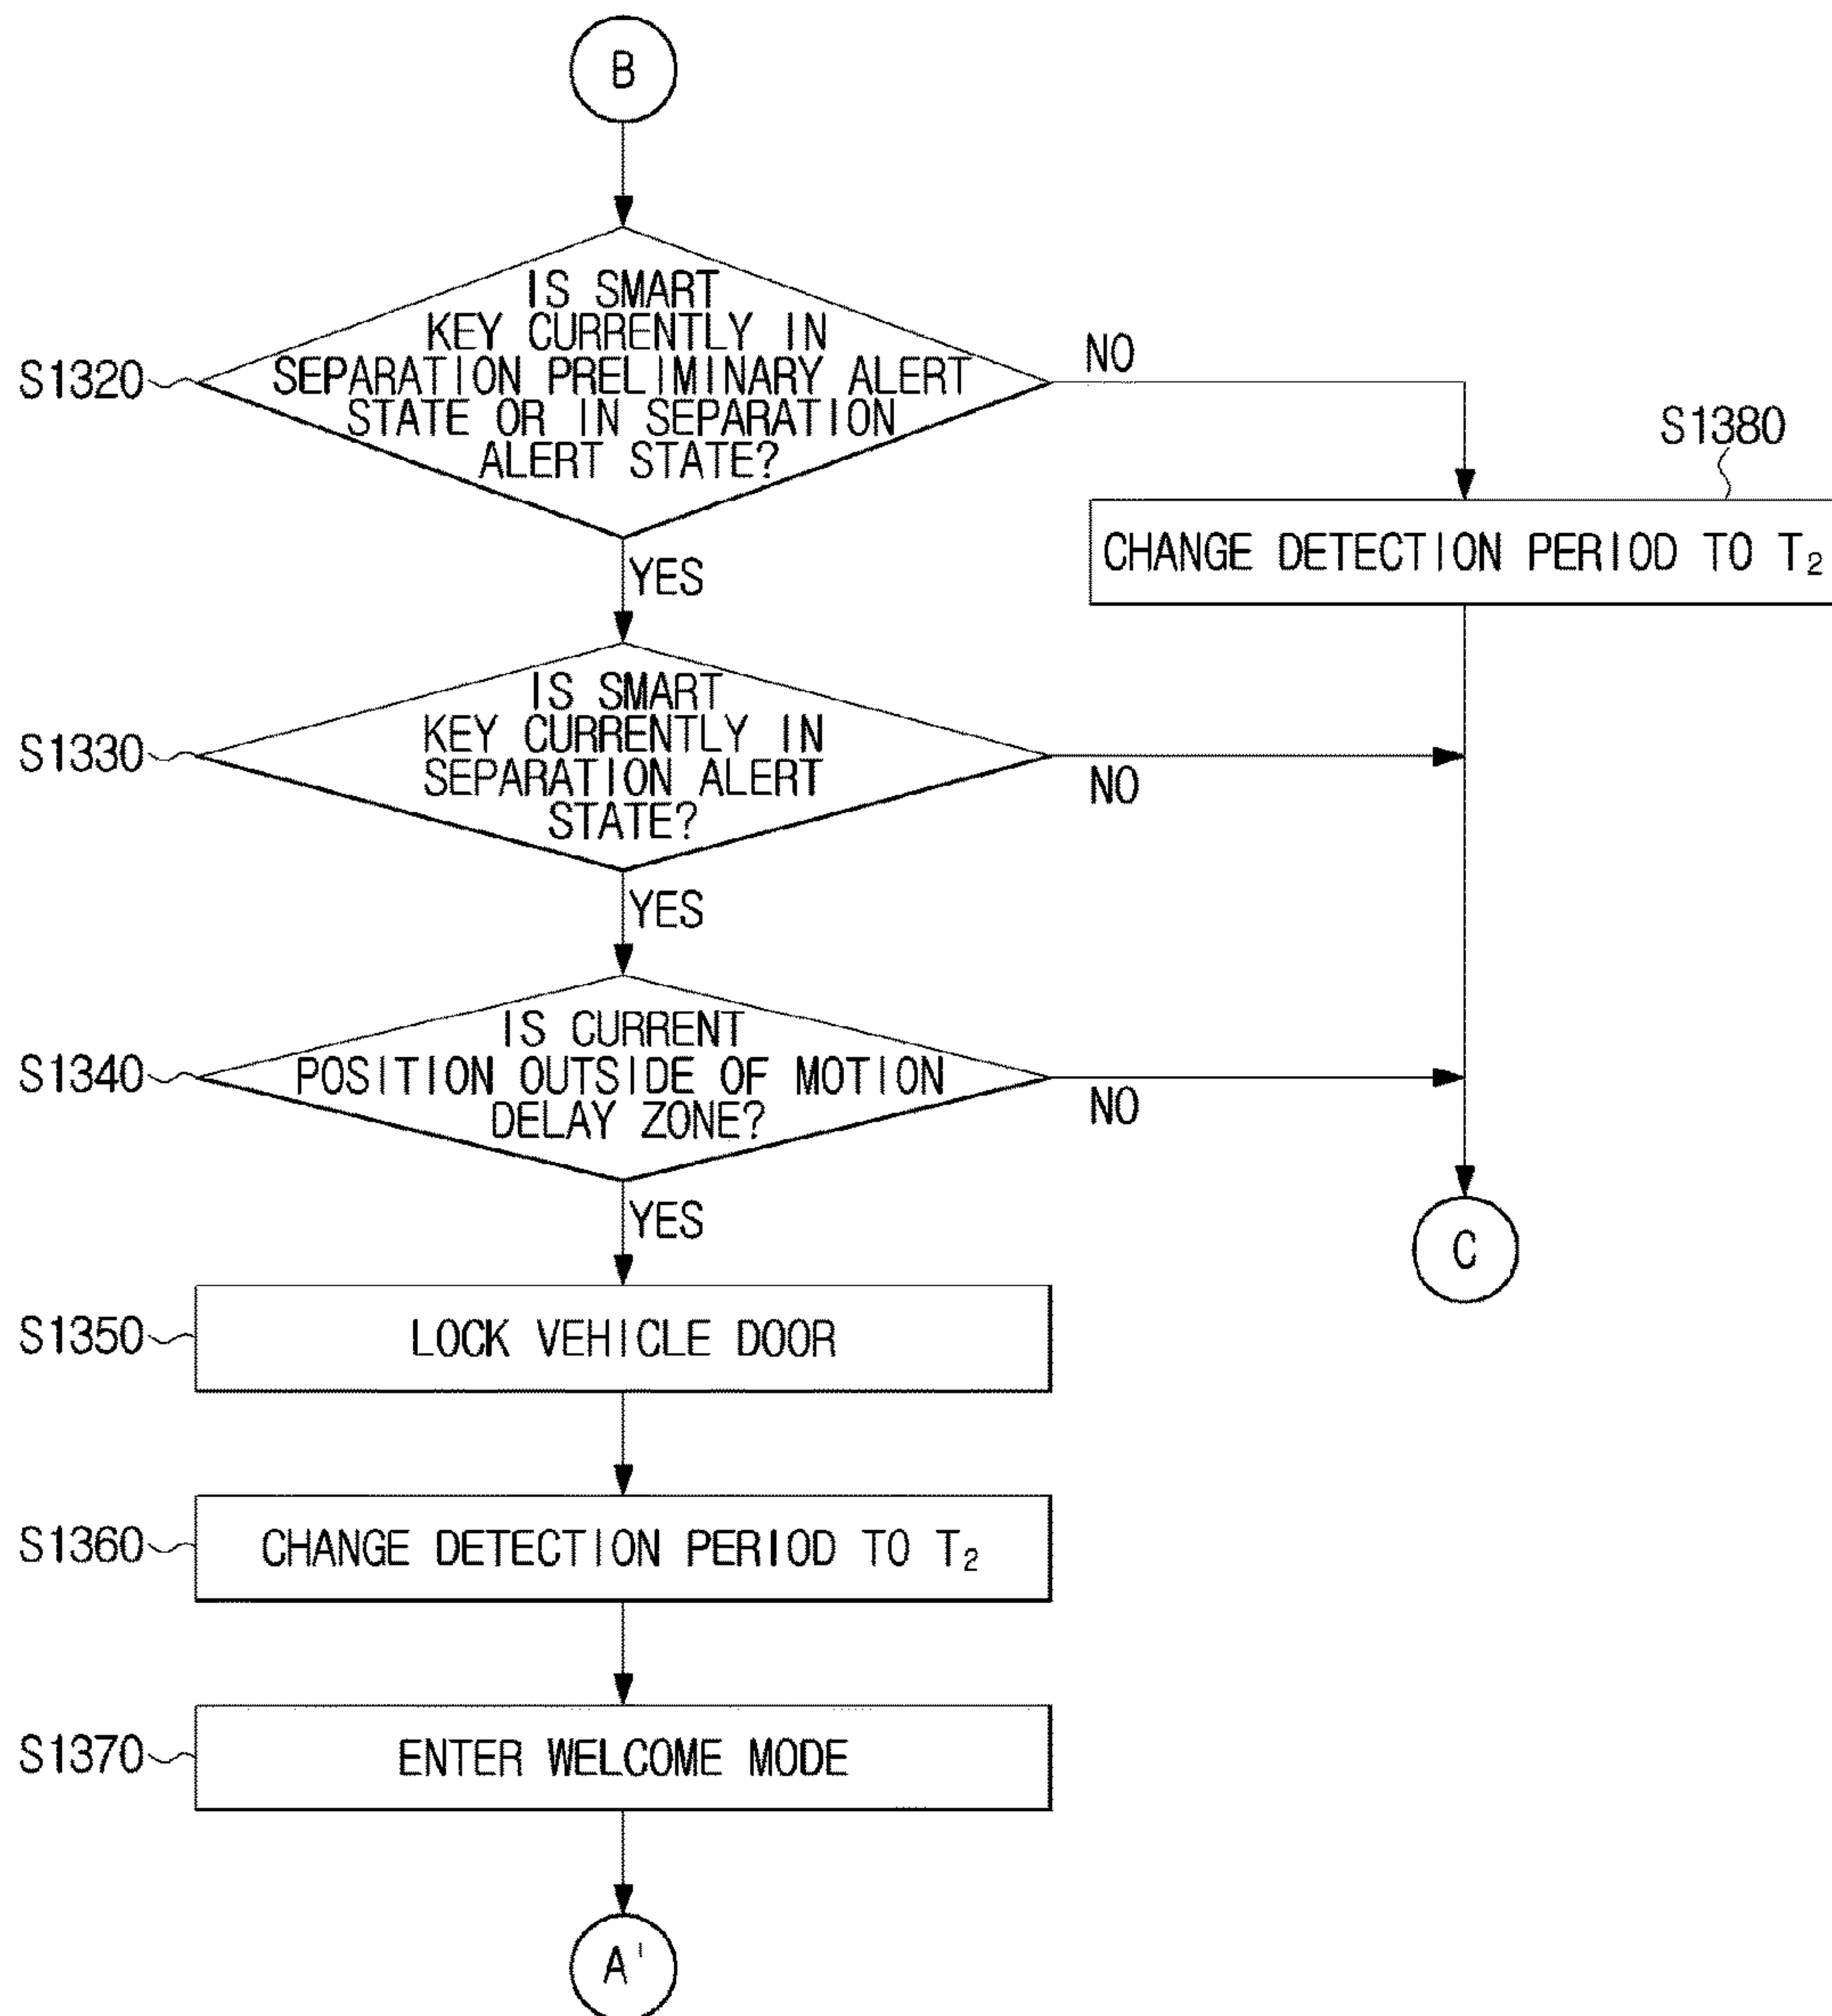 B
IS SMART
KEY CURRENTLY IN
SEPARATION PRELIMINARY ALERT
STATE OR IN SEPARATION
ALERT STATE?
S1320
NO
S1380
CHANGE DETECTION PERIOD TO T₂
YES
IS SMART
KEY CURRENTLY IN
SEPARATION ALERT
STATE?
S1330
NO
YES
IS CURRENT
POSITION OUTSIDE OF MOTION
DELAY ZONE?
S1340
NO
YES
C
S1350
LOCK VEHICLE DOOR
S1360
CHANGE DETECTION PERIOD TO T₂
S1370
ENTER WELCOME MODE
A'